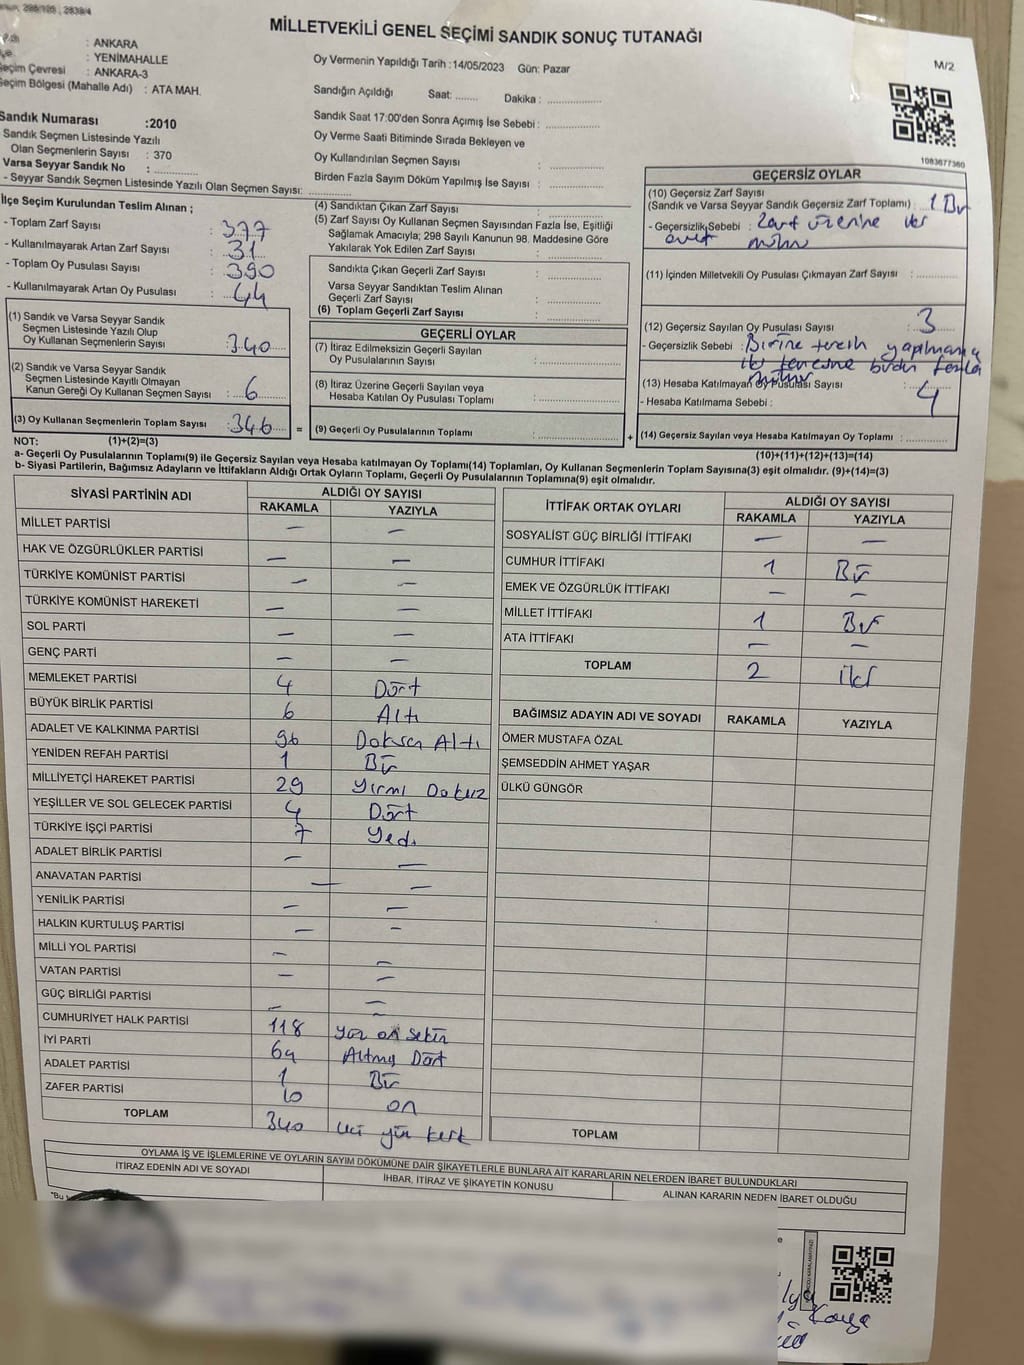 MİLLETVEKİLİ GENEL SEÇİMİ SANDIK SONUÇ TUTANAĞI
M/2
: ANKARA
: YENİMAHALLE
Seçim Çevresi : ANKARA-3
Seçim Bölgesi (Mahalle Adı) : ATA MAH.
Sandık Numarası :2010
Sandık Seçmen Listesinde Yazılı
Olan Seçmenlerin Sayısı : 370
Varsa Seyyar Sandık No :
- Seyyar Sandık Seçmen Listesinde Yazılı Olan Seçmen Sayısı:
Oy Vermenin Yapıldığı Tarih :14/05/2023 Gün: Pazar
Sandığın Açıldığı Saat: Dakika :
Sandık Saat 17:00'den Sonra Açımış İse Sebebi :
Oy Verme Saati Bitiminde Sırada Bekleyen ve
Oy Kullandırılan Seçmen Sayısı :
Birden Fazla Sayım Döküm Yapılmış İse Sayısı :
1083677360
İlçe Seçim Kurulundan Teslim Alınan ;
- Toplam Zarf Sayısı : 377
- Kullanılmayarak Artan Zarf Sayısı : 31
- Toplam Oy Pusulası Sayısı : 390
- Kullanılmayarak Artan Oy Pusulası : 44
(1) Sandık ve Varsa Seyyar Sandık
Seçmen Listesinde Yazılı Olup
Oy Kullanan Seçmenlerin Sayısı : 340
(2) Sandık ve Varsa Seyyar Sandık
Seçmen Listesinde Kayıtlı Olmayan
Kanun Gereği Oy Kullanan Seçmen Sayısı : 6
(3) Oy Kullanan Seçmenlerin Toplam Sayısı : 346 =
(4) Sandıktan Çıkan Zarf Sayısı :
(5) Zarf Sayısı Oy Kullanan Seçmen Sayısından Fazla İse, Eşitliği
Sağlamak Amacıyla; 298 Sayılı Kanunun 98. Maddesine Göre
Yakılarak Yok Edilen Zarf Sayısı :
Sandıkta Çıkan Geçerli Zarf Sayısı :
Varsa Seyyar Sandıktan Teslim Alınan
Geçerli Zarf Sayısı :
(6) Toplam Geçerli Zarf Sayısı :
GEÇERLİ OYLAR
(7) İtiraz Edilmeksizin Geçerli Sayılan
Oy Pusulalarının Sayısı :
(8) İtiraz Üzerine Geçerli Sayılan veya
Hesaba Katılan Oy Pusulası Toplamı :
(9) Geçerli Oy Pusulalarının Toplamı : +
GEÇERSİZ OYLAR
(10) Geçersiz Zarf Sayısı
(Sandık ve Varsa Seyyar Sandık Geçersiz Zarf Toplamı) : 1 Bir
- Geçersizlik Sebebi : Zarf üzerine
evet mührü
(11) İçinden Milletvekili Oy Pusulası Çıkmayan Zarf Sayısı :
(12) Geçersiz Sayılan Oy Pusulası Sayısı : 3
- Geçersizlik Sebebi : Birine tercih yapılmamış
iki tanesine birden fazla
mühür
(13) Hesaba Katılmayan Oy Pusulası Sayısı :
- Hesaba Katılmama Sebebi : 4
(14) Geçersiz Sayılan veya Hesaba Katılmayan Oy Toplamı :
NOT: (1)+(2)=(3)
(10)+(11)+(12)+(13)=(14)
a- Geçerli Oy Pusulalarının Toplamı(9) ile Geçersiz Sayılan veya Hesaba katılmayan Oy Toplamı(14) Toplamları, Oy Kullanan Seçmenlerin Toplam Sayısına(3) eşit olmalıdır. (9)+(14)=(3)
b- Siyasi Partilerin, Bağımsız Adayların ve İttifakların Aldığı Ortak Oyların Toplamı, Geçerli Oy Pusulalarının Toplamına(9) eşit olmalıdır.
SİYASİ PARTİNİN ADI
ALDIĞI OY SAYISI
RAKAMLA YAZIYLA
MİLLET PARTİSİ — —
HAK VE ÖZGÜRLÜKLER PARTİSİ — —
TÜRKİYE KOMÜNİST PARTİSİ — —
TÜRKİYE KOMÜNİST HAREKETİ — —
SOL PARTİ — —
GENÇ PARTİ — —
MEMLEKET PARTİSİ 4 Dört
BÜYÜK BİRLİK PARTİSİ 6 Altı
ADALET VE KALKINMA PARTİSİ 96 Doksan Altı
YENİDEN REFAH PARTİSİ 1 Bir
MİLLİYETÇİ HAREKET PARTİSİ 29 Yirmi Dokuz
YEŞİLLER VE SOL GELECEK PARTİSİ 4 Dört
TÜRKİYE İŞÇİ PARTİSİ 7 Yedi
ADALET BİRLİK PARTİSİ — —
ANAVATAN PARTİSİ — —
YENİLİK PARTİSİ — —
HALKIN KURTULUŞ PARTİSİ — —
MİLLİ YOL PARTİSİ — —
VATAN PARTİSİ — —
GÜÇ BİRLİĞİ PARTİSİ — —
CUMHURİYET HALK PARTİSİ 118 Yüz on sekiz
İYİ PARTİ 64 Altmış Dört
ADALET PARTİSİ 1 Bir
ZAFER PARTİSİ 10 on
TOPLAM 340 üç yüz kırk
İTTİFAK ORTAK OYLARI
ALDIĞI OY SAYISI
RAKAMLA YAZIYLA
SOSYALİST GÜÇ BİRLİĞİ İTTİFAKI — —
CUMHUR İTTİFAKI 1 Bir
EMEK VE ÖZGÜRLÜK İTTİFAKI — —
MİLLET İTTİFAKI 1 Bir
ATA İTTİFAKI — —
TOPLAM 2 iki
BAĞIMSIZ ADAYIN ADI VE SOYADI RAKAMLA YAZIYLA
ÖMER MUSTAFA ÖZAL
ŞEMSEDDİN AHMET YAŞAR
ÜLKÜ GÜNGÖR
TOPLAM
OYLAMA İŞ VE İŞLEMLERİNE VE OYLARIN SAYIM DÖKÜMÜNE DAİR ŞİKAYETLERLE BUNLARA AİT KARARLARIN NELERDEN İBARET BULUNDUKLARI
İTİRAZ EDENİN ADI VE SOYADI
İHBAR, İTİRAZ VE ŞİKAYETİN KONUSU
ALINAN KARARIN NEDEN İBARET OLDUĞU